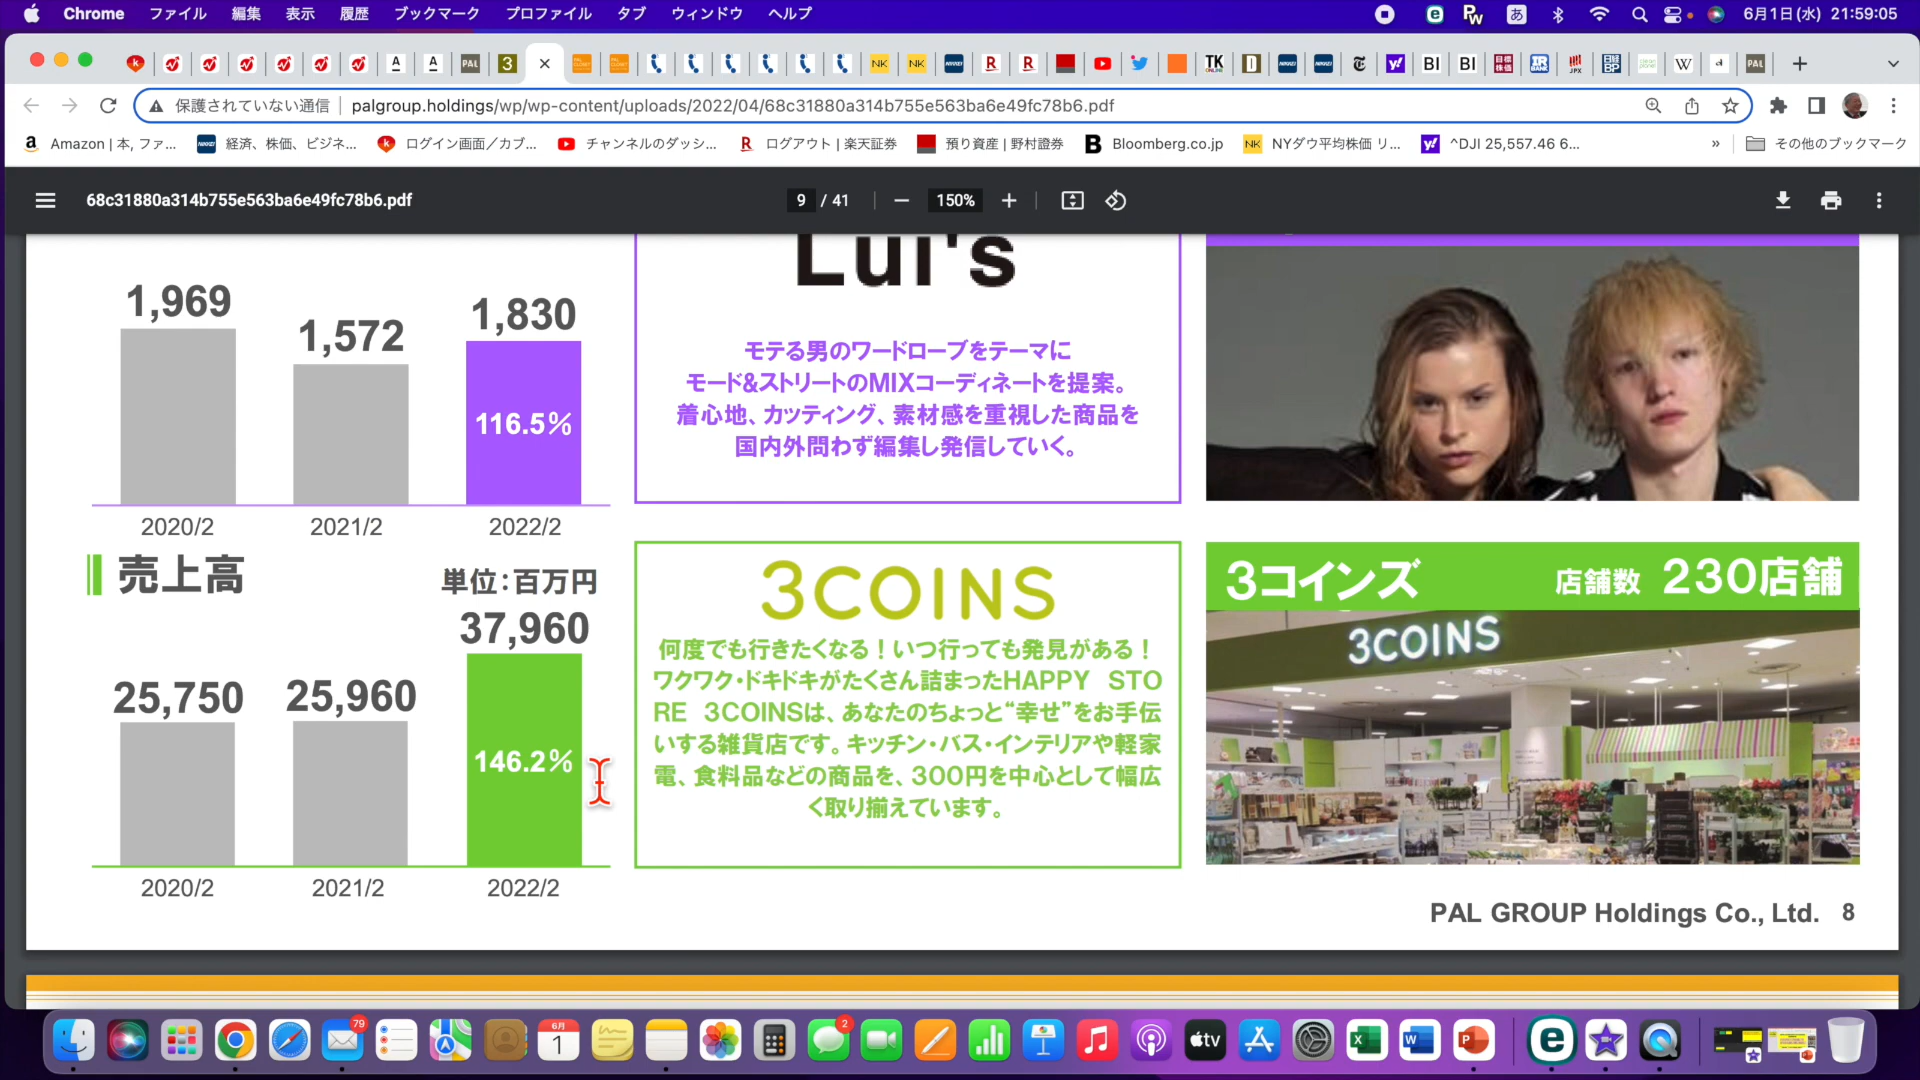 Chrome ファイル 編集 表示 履歴 ブックマーク プロファイル タブ ウィンドウ ヘルプ
6月1日(水) 21:59:05
保護されていない通信 | palgroup.holdings/wp/wp-content/uploads/2022/04/68c31880a314b755e563ba6e49fc78b6.pdf
Amazon | 本, ファ... 経済、株価、ビジネ... ログイン画面／カブ... チャンネルのダッシ... ログアウト | 楽天証券 預り資産 | 野村證券 Bloomberg.co.jp NYダウ平均株価 リ... ^DJI 25,557.46 6... » その他のブックマーク
68c31880a314b755e563ba6e49fc78b6.pdf
9 / 41
150%
1,969
1,572
1,830
116.5%
2020/2
2021/2
2022/2
Lui's
モテる男のワードローブをテーマに
モード&ストリートのMIXコーディネートを提案。
着心地、カッティング、素材感を重視した商品を
国内外問わず編集し発信していく。
売上高
単位：百万円
25,750
25,960
37,960
146.2%
2020/2
2021/2
2022/2
3COINS
何度でも行きたくなる！いつ行っても発見がある！
ワクワク・ドキドキがたくさん詰まったHAPPY STO
RE 3COINSは、あなたのちょっと“幸せ”をお手伝
いする雑貨店です。キッチン・バス・インテリアや軽家
電、食料品などの商品を、300円を中心として幅広
く取り揃えています。
3コインズ 店舗数 230店舗
3COINS
PAL GROUP Holdings Co., Ltd. 8
79
6月
1
2
tv